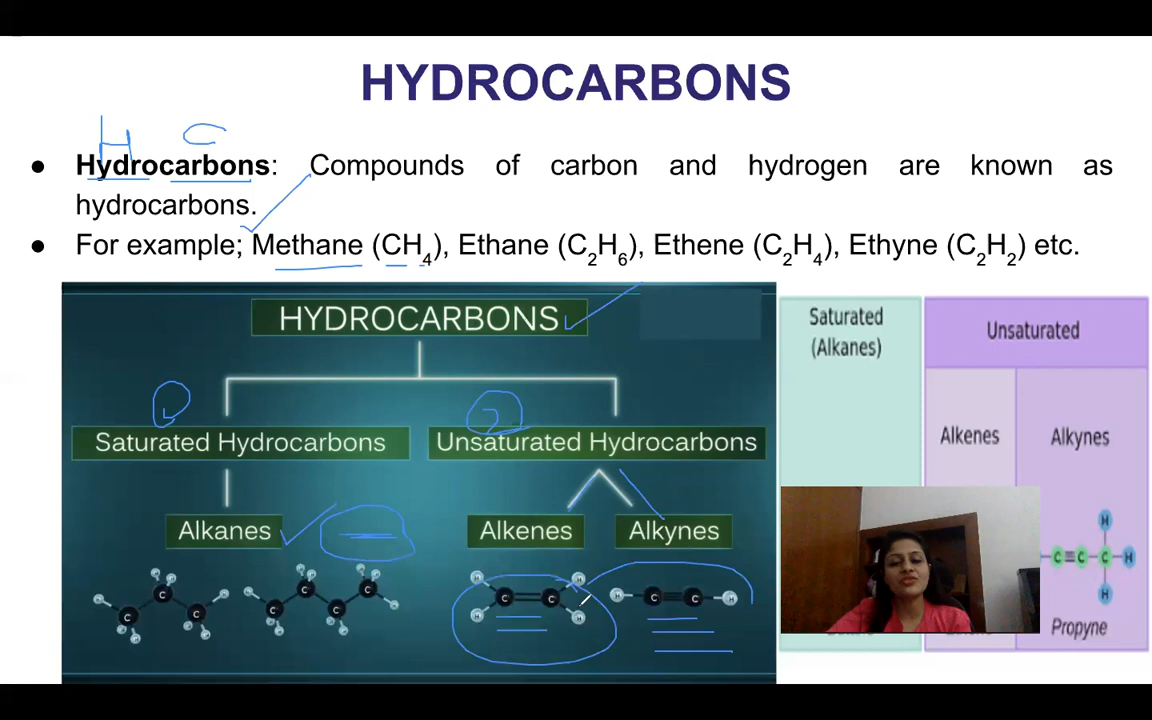 HYDROCARBONS
H C
● Hydrocarbons: Compounds of carbon and hydrogen are known as
hydrocarbons.
● For example; Methane (CH₄), Ethane (C₂H₆), Ethene (C₂H₄), Ethyne (C₂H₂) etc.
HYDROCARBONS
Saturated Hydrocarbons
2
Unsaturated Hydrocarbons
Alkanes
Alkenes
Alkynes
H H
C C
H H
H C C H
Saturated
(Alkanes)
Unsaturated
Alkenes
Alkynes
H
C≡C C H
H
Propyne